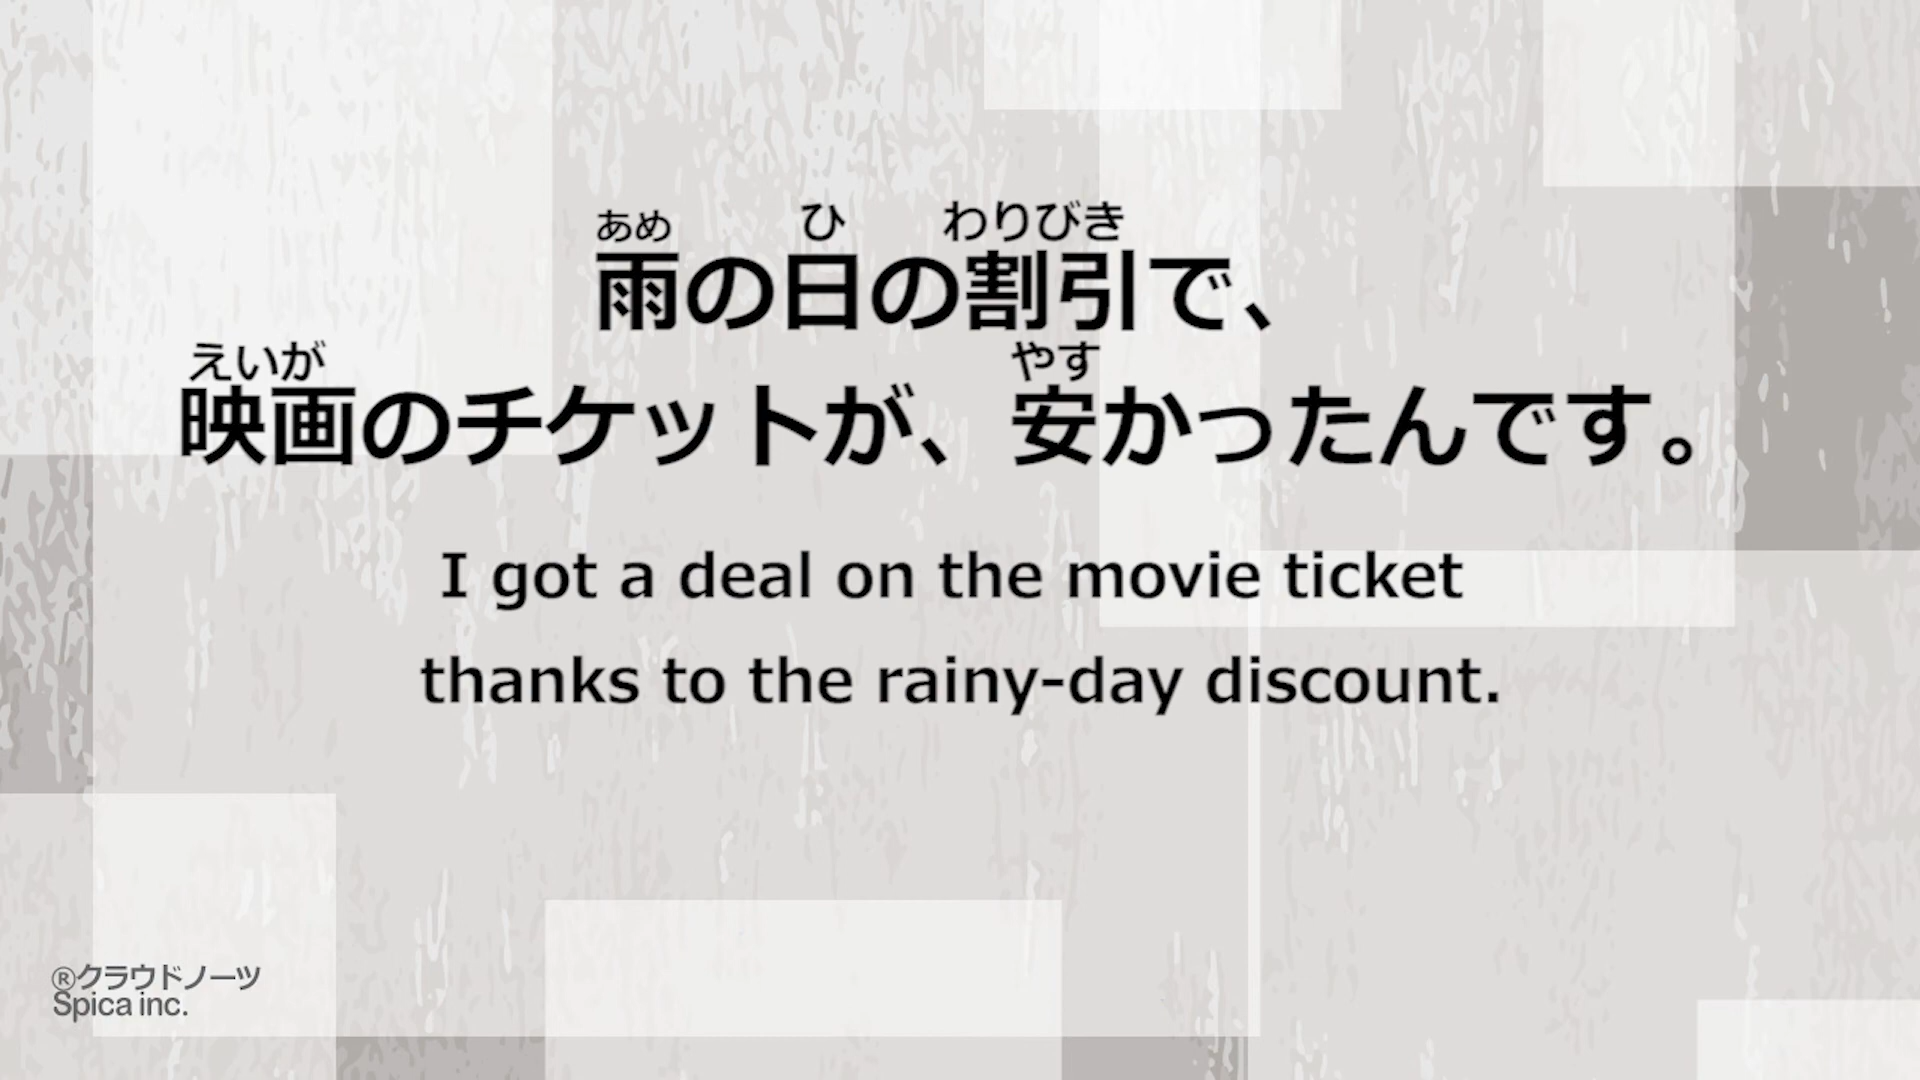 あめ ひ わりびき
雨の日の割引で、
えいが やす
映画のチケットが、安かったんです。
I got a deal on the movie ticket
thanks to the rainy-day discount.
®クラウドノーツ
Spica inc.